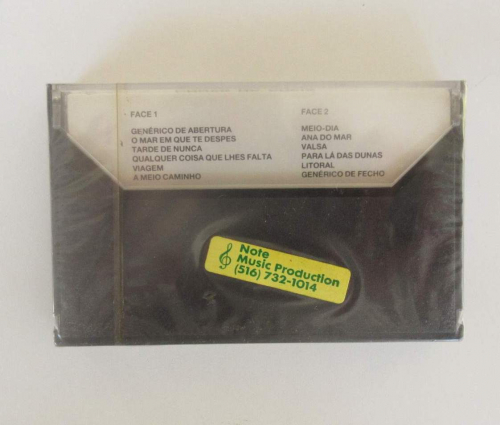 FACE 1
GENÉRICO DE ABERTURA
O MAR EM QUE TE DESPES
TARDE DE NUNCA
QUALQUER COISA QUE LHES FALTA
VIAGEM
A MEIO CAMINHO
FACE 2
MEIO-DIA
ANA DO MAR
VALSA
PARA LÁ DAS DUNAS
LITORAL
GENÉRICO DE FECHO
Note
Music Production
(516) 732-1014